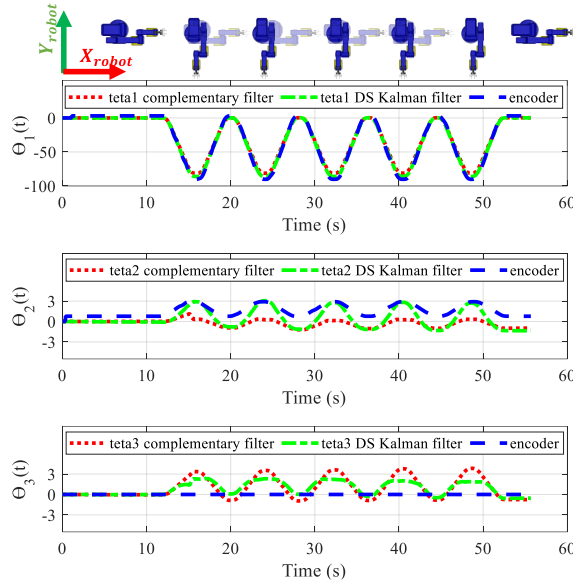 Y_robot
X_robot
teta1 complementary filter teta1 DS Kalman filter encoder
Θ_1(t)
0
-50
-100
0 10 20 30 40 50 60
Time (s)
teta2 complementary filter teta2 DS Kalman filter encoder
Θ_2(t)
3
0
-3
0 10 20 30 40 50 60
Time (s)
teta3 complementary filter teta3 DS Kalman filter encoder
Θ_3(t)
3
0
-3
0 10 20 30 40 50 60
Time (s)